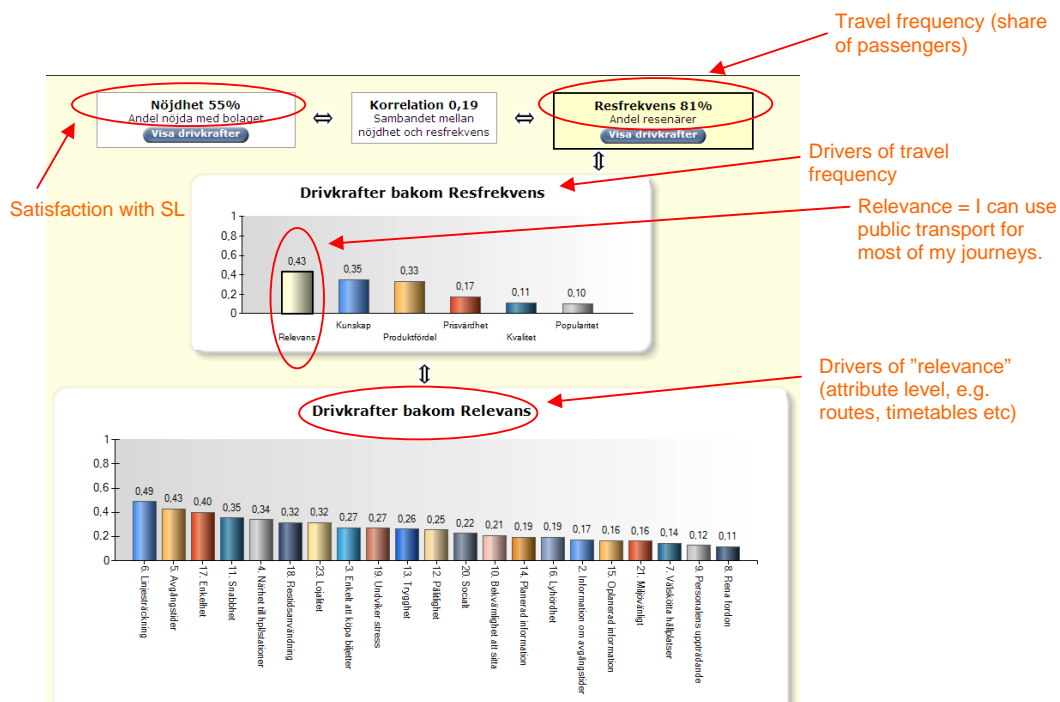 Travel frequency (share
of passengers)
Nöjdhet 55%
Andel nöjda med bolaget
Visa drivkrafter
Korrelation 0,19
Sambandet mellan
nöjdhet och resfrekvens
Resfrekvens 81%
Andel resenärer
Visa drivkrafter
Satisfaction with SL
Drivers of travel
frequency
Relevance = I can use
public transport for
most of my journeys.
Drivkrafter bakom Resfrekvens
1
0,8
0,6
0,4
0,2
0
0,43
0,35
0,33
0,17
0,11
0,10
Relevans
Kunskap
Produktfördel
Prisvärdhet
Kvalitet
Popularitet
Drivers of ”relevance”
(attribute level, e.g.
routes, timetables etc)
Drivkrafter bakom Relevans
1
0,8
0,6
0,4
0,2
0
0,49
0,43
0,40
0,35
0,34
0,32
0,32
0,27
0,27
0,26
0,25
0,22
0,21
0,19
0,19
0,17
0,16
0,16
0,14
0,12
0,11
6. Linjesträckning
5. Avgångstider
17. Enkelhet
11. Snabbhet
4. Närhet till hpl/stationer
18. Restidsanvändning
23. Lojalitet
3. Enkelt att köpa biljetter
19. Undviker stress
13. Trygghet
12. Pålitlighet
20. Socialt
10. Bekvämlighet att sitta
14. Planerad information
16. Lyhördhet
2. Information om avgångstider
15. Oplanerad information
21. Miljövänligt
7. Välskötta hållplatser
9. Personalens uppträdande
8. Rena fordon